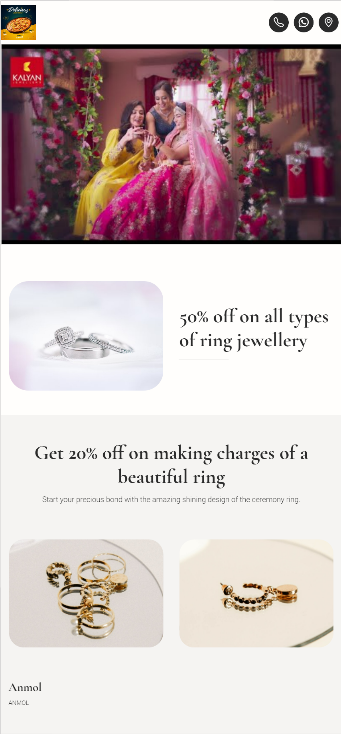 Delicious
KALYAN
JEWELLERS
50% off on all types
of ring jewellery
Get 20% off on making charges of a
beautiful ring
Start your precious bond with the amazing shining design of the ceremony ring.
Anmol
ANMOL